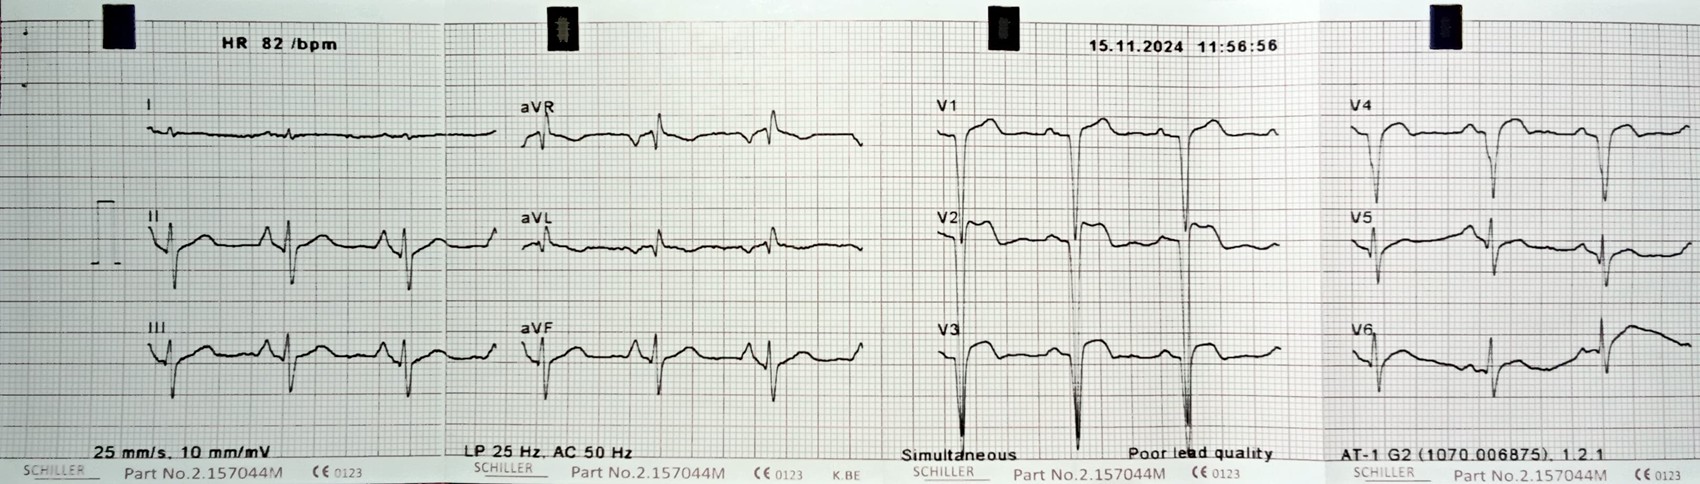 HR 82 /bpm
15.11.2024 11:56:56
I
aVR
V1
V4
II
aVL
V2
V5
III
aVF
V3
V6
25 mm/s, 10 mm/mV
LP 25 Hz, AC 50 Hz
Simultaneous
Poor lead quality
AT-1 G2 (1070.006875), 1.2.1
SCHILLER Part No.2.157044M CE 0123
SCHILLER Part No.2.157044M CE 0123 K.BE
SCHILLER Part No.2.157044M CE 0123
SCHILLER Part No.2.157044M CE 0123